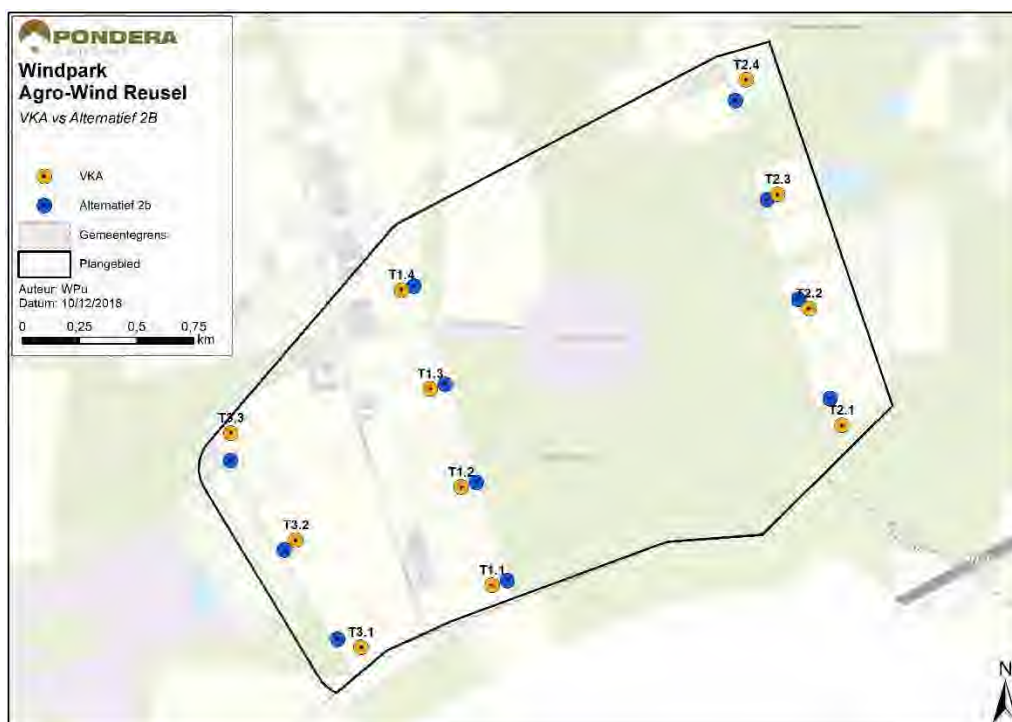 PONDERA
Windpark
Agro-Wind Reusel
VKA vs Alternatief 2B
VKA
Alternatief 2b
Gemeentegrens
Plangebied
Auteur: WPu
Datum: 10/12/2018
0 0,25 0,5 0,75
km
T2.4
T2.3
T2.2
T2.1
T1.4
T1.3
T1.2
T1.1
T3.3
T3.2
T3.1
N